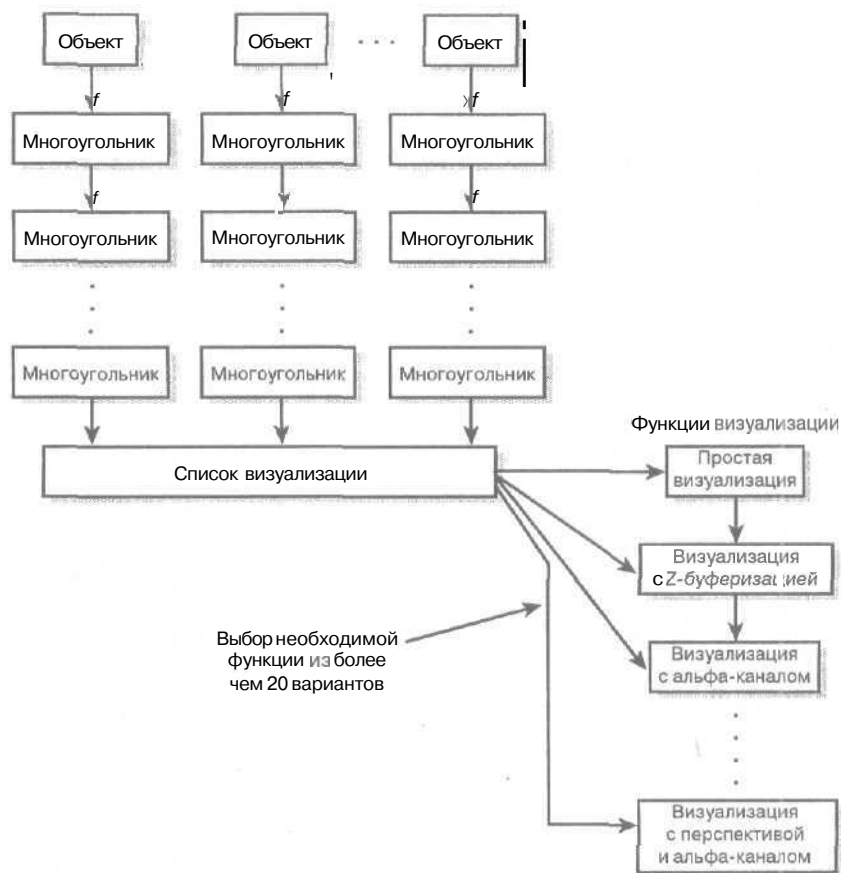 Объект
Объект
Объект
Многоугольник
Многоугольник
Многоугольник
Многоугольник
Многоугольник
Многоугольник
Многоугольник
Многоугольник
Многоугольник
Список визуализации
Функции визуализации
Простая
визуализация
Визуализация
с Z-буферизацией
Визуализация
с альфа-каналом
Визуализация
с перспективой
и альфа-каналом
Выбор необходимой
функции из более
чем 20 вариантов